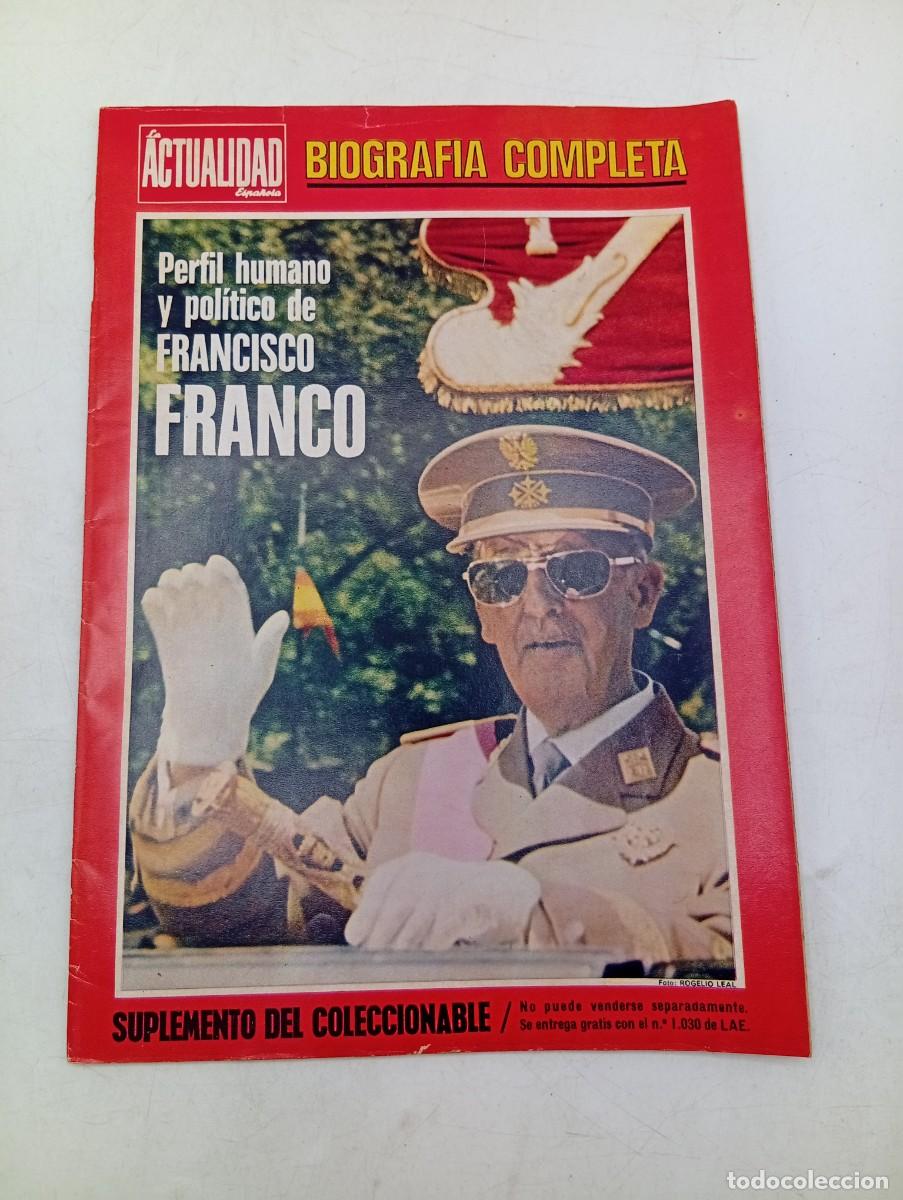 La
ACTUALIDAD
Española
BIOGRAFIA COMPLETA
Perfil humano
y político de
FRANCISCO
FRANCO
Foto: ROGELIO LEAL
SUPLEMENTO DEL COLECCIONABLE / No puede venderse separadamente.
Se entrega gratis con el n.º 1.030 de LAE.
todocoleccion